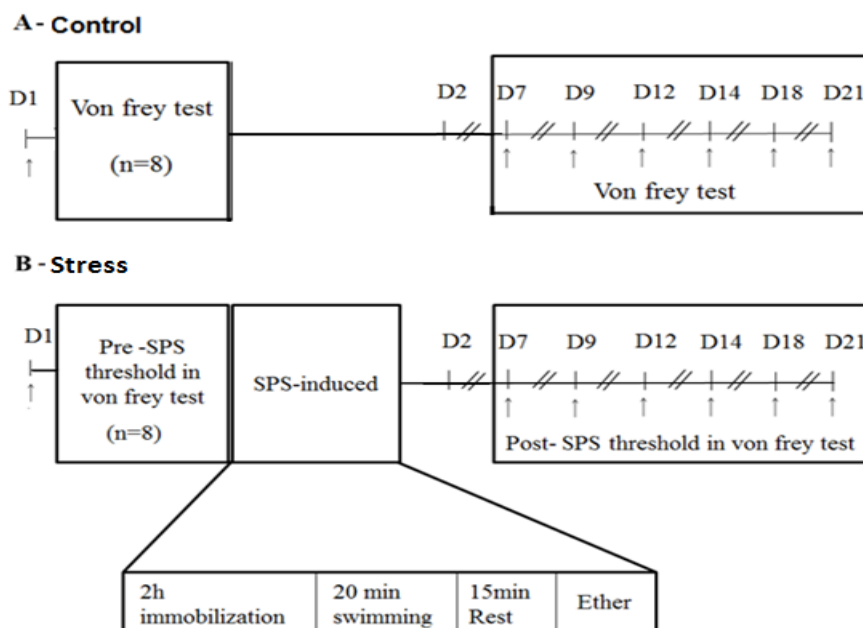 A - Control
D1
Von frey test
(n=8)
D2 D7 D9 D12 D14 D18 D21
Von frey test
B - Stress
D1
Pre -SPS
threshold in
von frey test
(n=8)
SPS-induced
D2 D7 D9 D12 D14 D18 D21
Post- SPS threshold in von frey test
2h
immobilization
20 min
swimming
15min
Rest
Ether